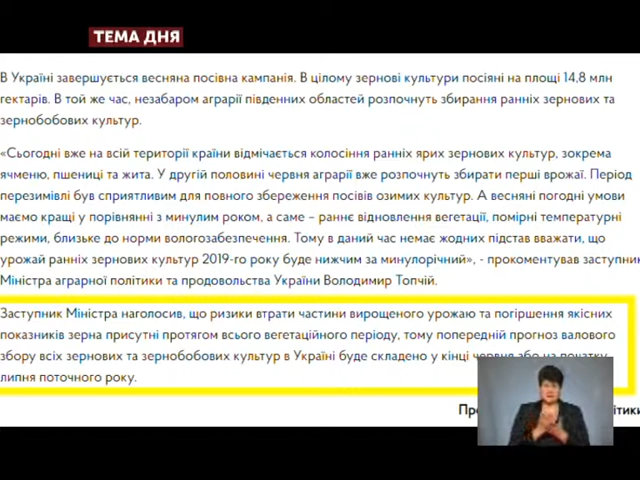 ТЕМА ДНЯ
В Україні завершується весняна посівна кампанія. В цілому зернові культури посіяні на площі 14,8 млн
гектарів. В той же час, незабаром аграрії південних областей розпочнуть збирання ранніх зернових та
зернобобових культур.
«Сьогодні вже на всій території країни відмічається колосіння ранніх ярих зернових культур, зокрема
ячменю, пшениці та жита. У другій половині червня аграрії вже розпочнуть збирати перші врожаї. Період
перезимівлі був сприятливим для повного збереження посівів озимих культур. А весняні погодні умови
маємо кращі у порівнянні з минулим роком, а саме – раннє відновлення вегетації, помірні температурні
режими, близьке до норми вологозабезпечення. Тому в даний час немає жодних підстав вважати, що
урожай ранніх зернових культур 2019-го року буде нижчим за минулорічний», - прокоментував заступник
Міністра аграрної політики та продовольства України Володимир Топчій.
Заступник Міністра наголосив, що ризики втрати частини вирощеного урожаю та погіршення якісних
показників зерна присутні протягом всього вегетаційного періоду, тому попередній прогноз валового
збору всіх зернових та зернобобових культур в Україні буде складено у кінці червня або на початку
липня поточного року.